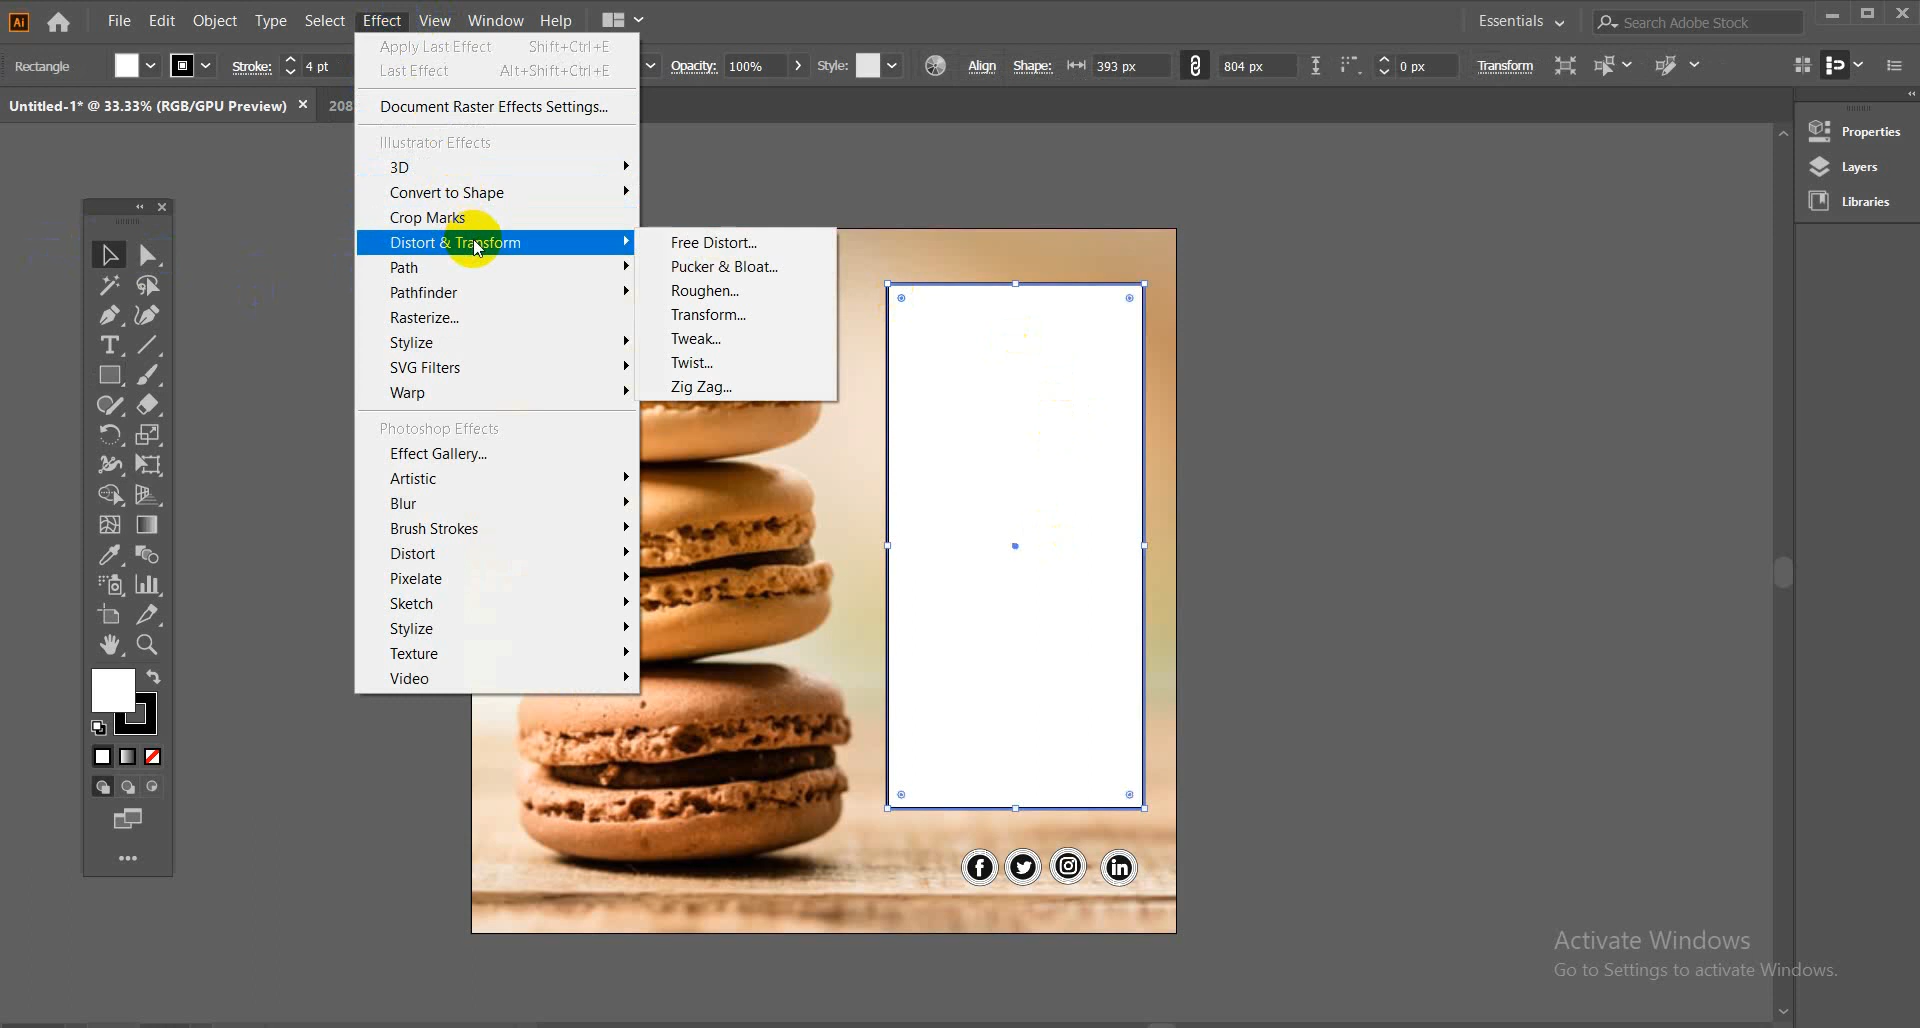 Ai File Edit Object Type Select Effect View Window Help Essentials Search Adobe Stock
Rectangle Stroke: 4 pt Opacity: 100% Style: Align Shape: 393 px 804 px 0 px Transform
Untitled-1* @ 33.33% (RGB/GPU Preview) × 208
Apply Last Effect Shift+Ctrl+E
Last Effect Alt+Shift+Ctrl+E
Document Raster Effects Settings...
Illustrator Effects
3D
Convert to Shape
Crop Marks
Distort & Transform
Path
Pathfinder
Rasterize...
Stylize
SVG Filters
Warp
Photoshop Effects
Effect Gallery...
Artistic
Blur
Brush Strokes
Distort
Pixelate
Sketch
Stylize
Texture
Video
Free Distort...
Pucker & Bloat...
Roughen...
Transform...
Tweak...
Twist...
Zig Zag...
Properties
Layers
Libraries
Activate Windows
Go to Settings to activate Windows.